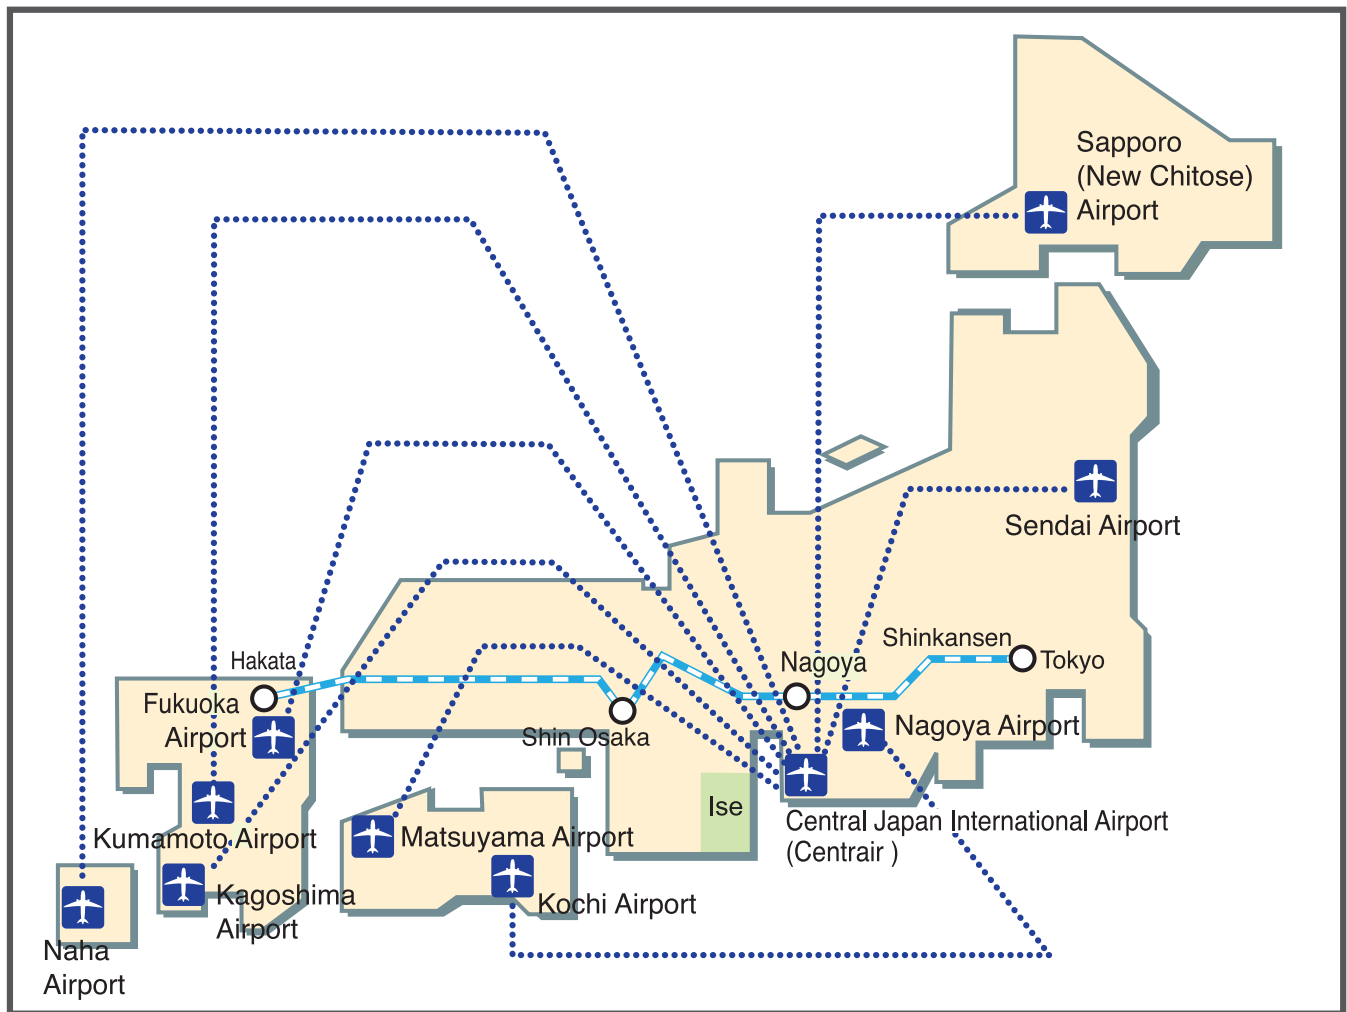 Sapporo
(New Chitose)
Airport
Sendai Airport
Shinkansen
Tokyo
Nagoya
Hakata
Fukuoka
Airport
Shin Osaka
Nagoya Airport
Ise
Central Japan International Airport
(Centrair )
Kumamoto Airport
Matsuyama Airport
Kagoshima
Airport
Kochi Airport
Naha
Airport